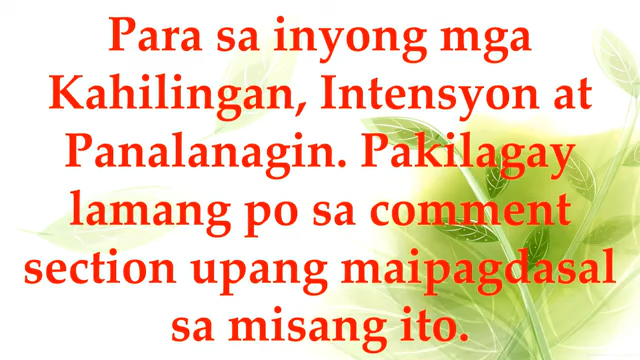 Para sa inyong mga
Kahilingan, Intensyon at
Panalanagin. Pakilagay
lamang po sa comment
section upang maipagdasal
sa misang ito.